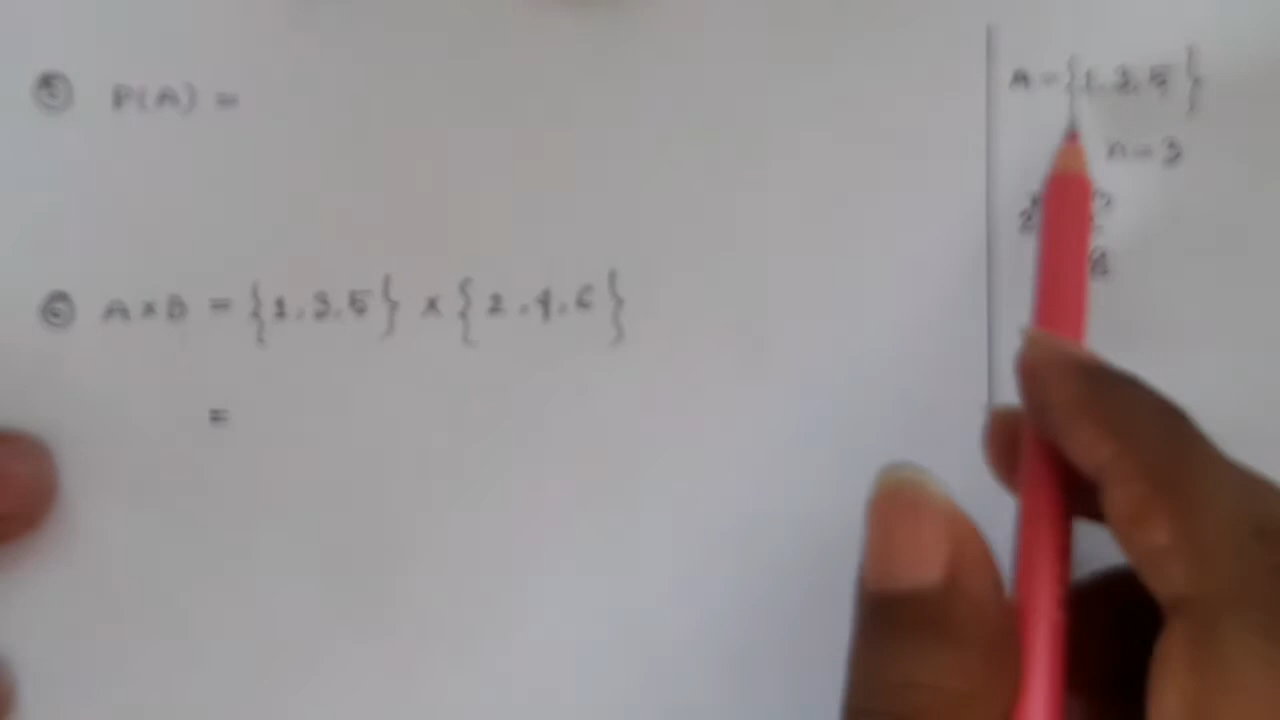 ⑤ P(A) =
A = {1, 3, 5}
n = 3
⑥ A × B = {1, 3, 5} × {2, 4, 6}
=